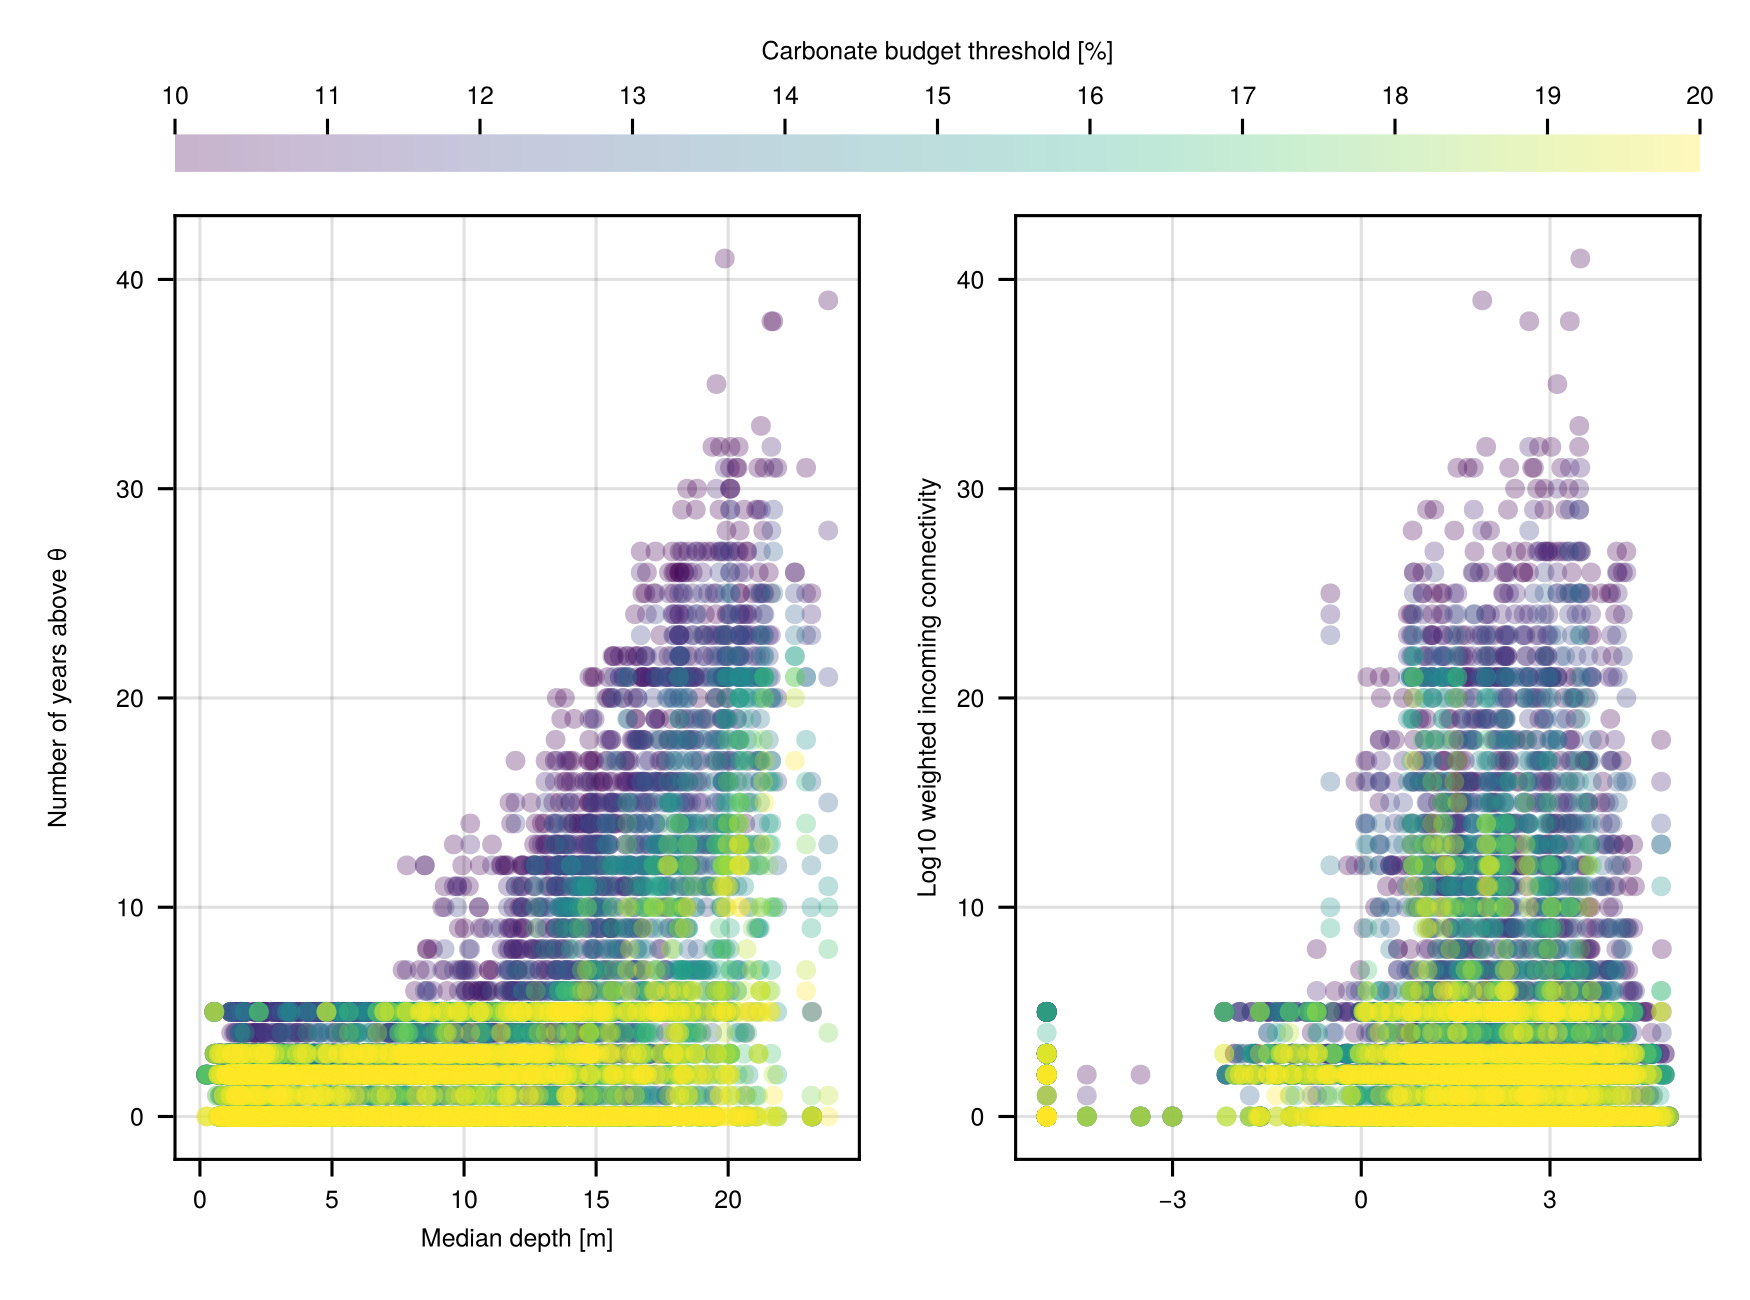 Carbonate budget threshold [%]
10 11 12 13 14 15 16 17 18 19 20
Number of years above θ
40
30
20
10
0
0 5 10 15 20
Median depth [m]
Log10 weighted incoming connectivity
40
30
20
10
0
−3 0 3